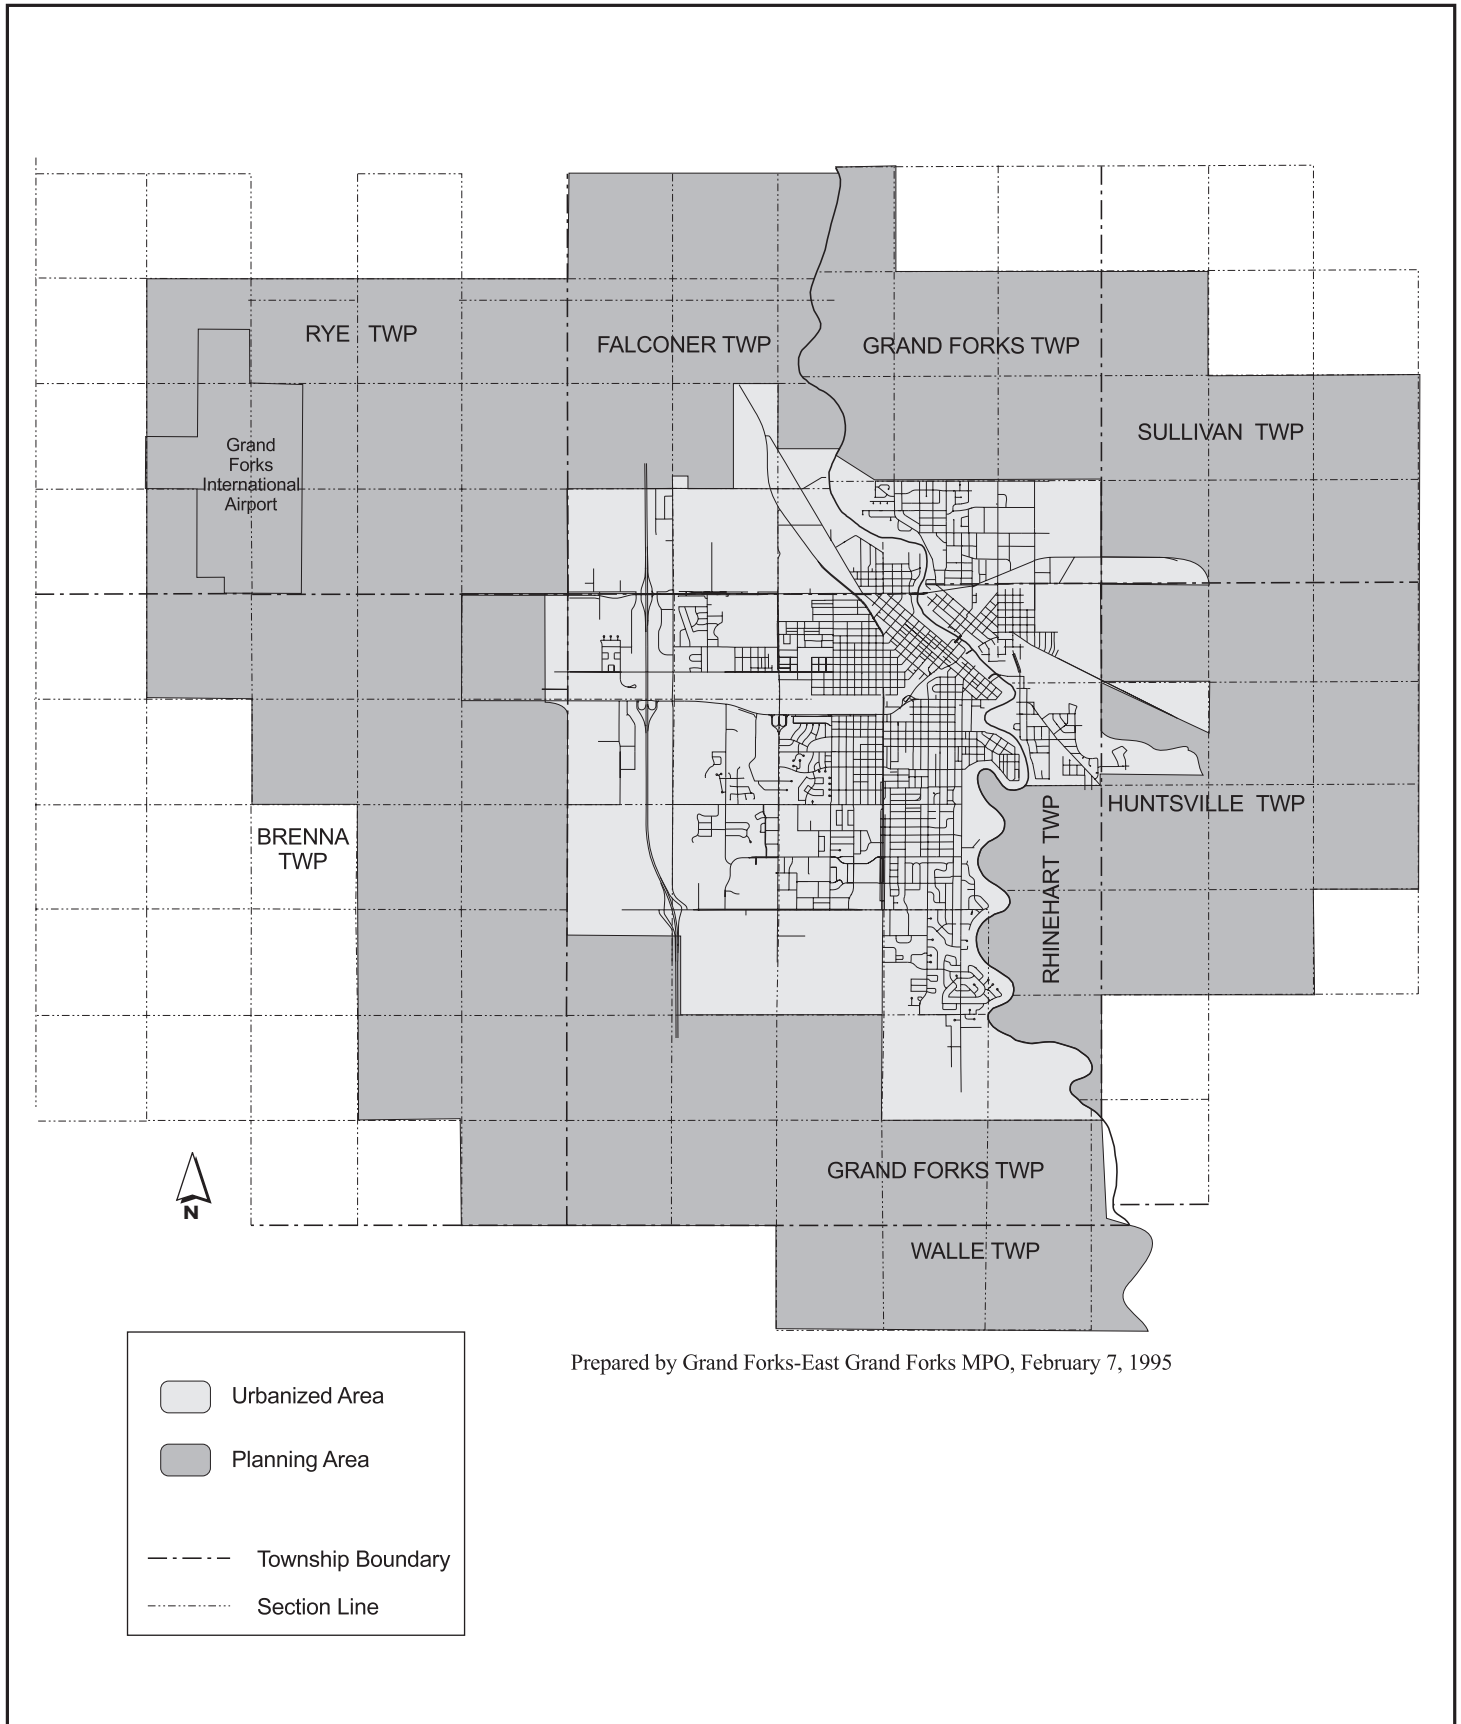 RYE TWP
FALCONER TWP
GRAND FORKS TWP
SULLIVAN TWP
Grand
Forks
International
Airport
BRENNA
TWP
RHINEHART TWP
HUNTSVILLE TWP
GRAND FORKS TWP
N
WALLE TWP
Prepared by Grand Forks-East Grand Forks MPO, February 7, 1995
Urbanized Area
Planning Area
Township Boundary
Section Line